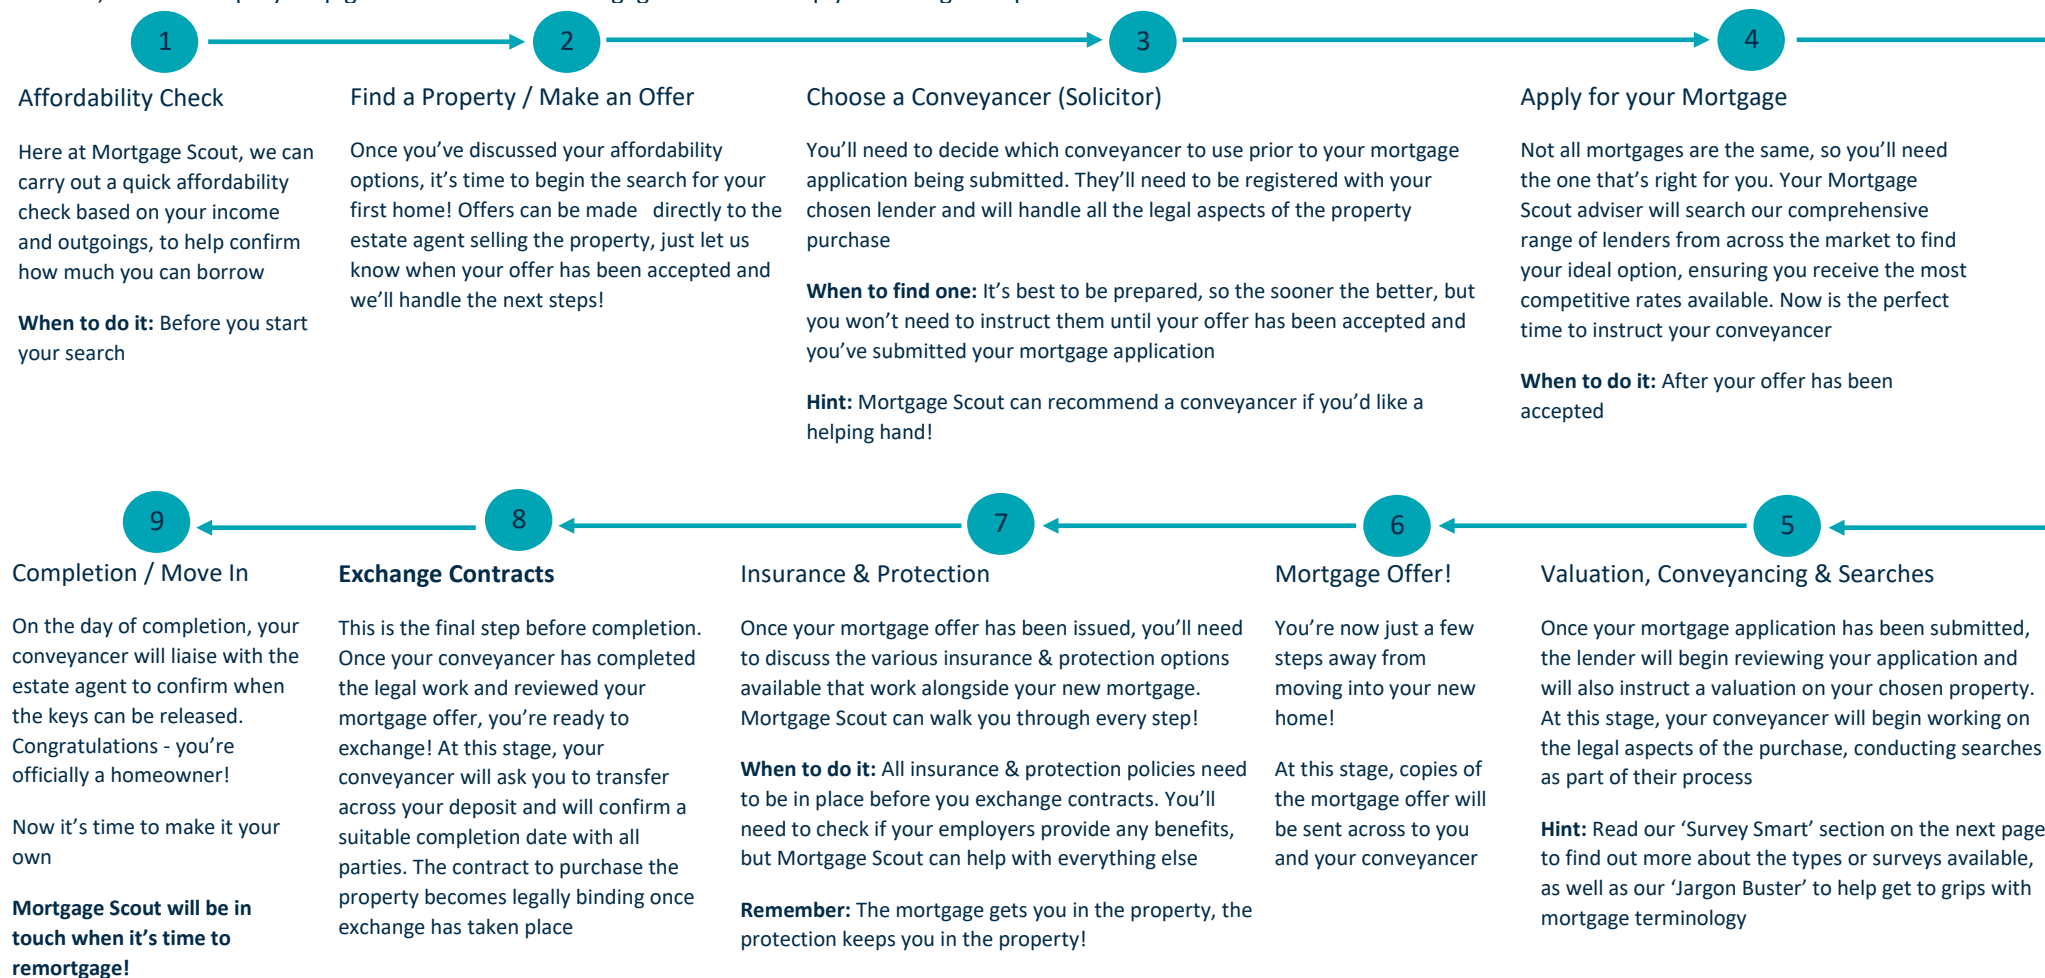 1
2
3
4
Affordability Check
Here at Mortgage Scout, we can
carry out a quick affordability
check based on your income
and outgoings, to help confirm
how much you can borrow
When to do it: Before you start
your search
Find a Property / Make an Offer
Once you’ve discussed your affordability
options, it’s time to begin the search for your
first home! Offers can be made   directly to the
estate agent selling the property, just let us
know when your offer has been accepted and
we’ll handle the next steps!
Choose a Conveyancer (Solicitor)
You’ll need to decide which conveyancer to use prior to your mortgage
application being submitted. They’ll need to be registered with your
chosen lender and will handle all the legal aspects of the property
purchase
When to find one: It’s best to be prepared, so the sooner the better, but
you won’t need to instruct them until your offer has been accepted and
you’ve submitted your mortgage application
Hint: Mortgage Scout can recommend a conveyancer if you’d like a
helping hand!
Apply for your Mortgage
Not all mortgages are the same, so you’ll need
the one that’s right for you. Your Mortgage
Scout adviser will search our comprehensive
range of lenders from across the market to find
your ideal option, ensuring you receive the most
competitive rates available. Now is the perfect
time to instruct your conveyancer
When to do it: After your offer has been
accepted
9
8
7
6
5
Completion / Move In
On the day of completion, your
conveyancer will liaise with the
estate agent to confirm when
the keys can be released.
Congratulations - you’re
officially a homeowner!
Now it’s time to make it your
own
Mortgage Scout will be in
touch when it’s time to
remortgage!
Exchange Contracts
This is the final step before completion.
Once your conveyancer has completed
the legal work and reviewed your
mortgage offer, you’re ready to
exchange! At this stage, your
conveyancer will ask you to transfer
across your deposit and will confirm a
suitable completion date with all
parties. The contract to purchase the
property becomes legally binding once
exchange has taken place
Insurance & Protection
Once your mortgage offer has been issued, you’ll need
to discuss the various insurance & protection options
available that work alongside your new mortgage.
Mortgage Scout can walk you through every step!
When to do it: All insurance & protection policies need
to be in place before you exchange contracts. You’ll
need to check if your employers provide any benefits,
but Mortgage Scout can help with everything else
Remember: The mortgage gets you in the property, the
protection keeps you in the property!
Mortgage Offer!
You’re now just a few
steps away from
moving into your new
home!
At this stage, copies of
the mortgage offer will
be sent across to you
and your conveyancer
Valuation, Conveyancing & Searches
Once your mortgage application has been submitted,
the lender will begin reviewing your application and
will also instruct a valuation on your chosen property.
At this stage, your conveyancer will begin working on
the legal aspects of the purchase, conducting searches
as part of their process
Hint: Read our ‘Survey Smart’ section on the next page
to find out more about the types or surveys available,
as well as our ‘Jargon Buster’ to help get to grips with
mortgage terminology